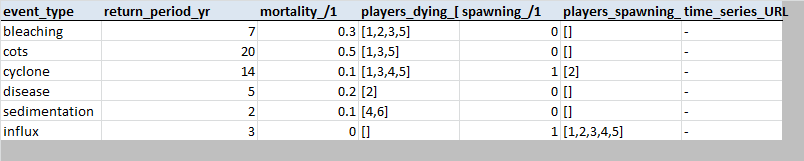 event_type return_period_yr mortality_/1 players_dying_[ spawning_/1 players_spawning_ time_series_URL
bleaching 7 0.3 [1,2,3,5] 0 [] -
cots 20 0.5 [1,3,5] 0 [] -
cyclone 14 0.1 [1,3,4,5] 1 [2] -
disease 5 0.2 [2] 0 [] -
sedimentation 2 0.1 [4,6] 0 [] -
influx 3 0 [] 1 [1,2,3,4,5] -